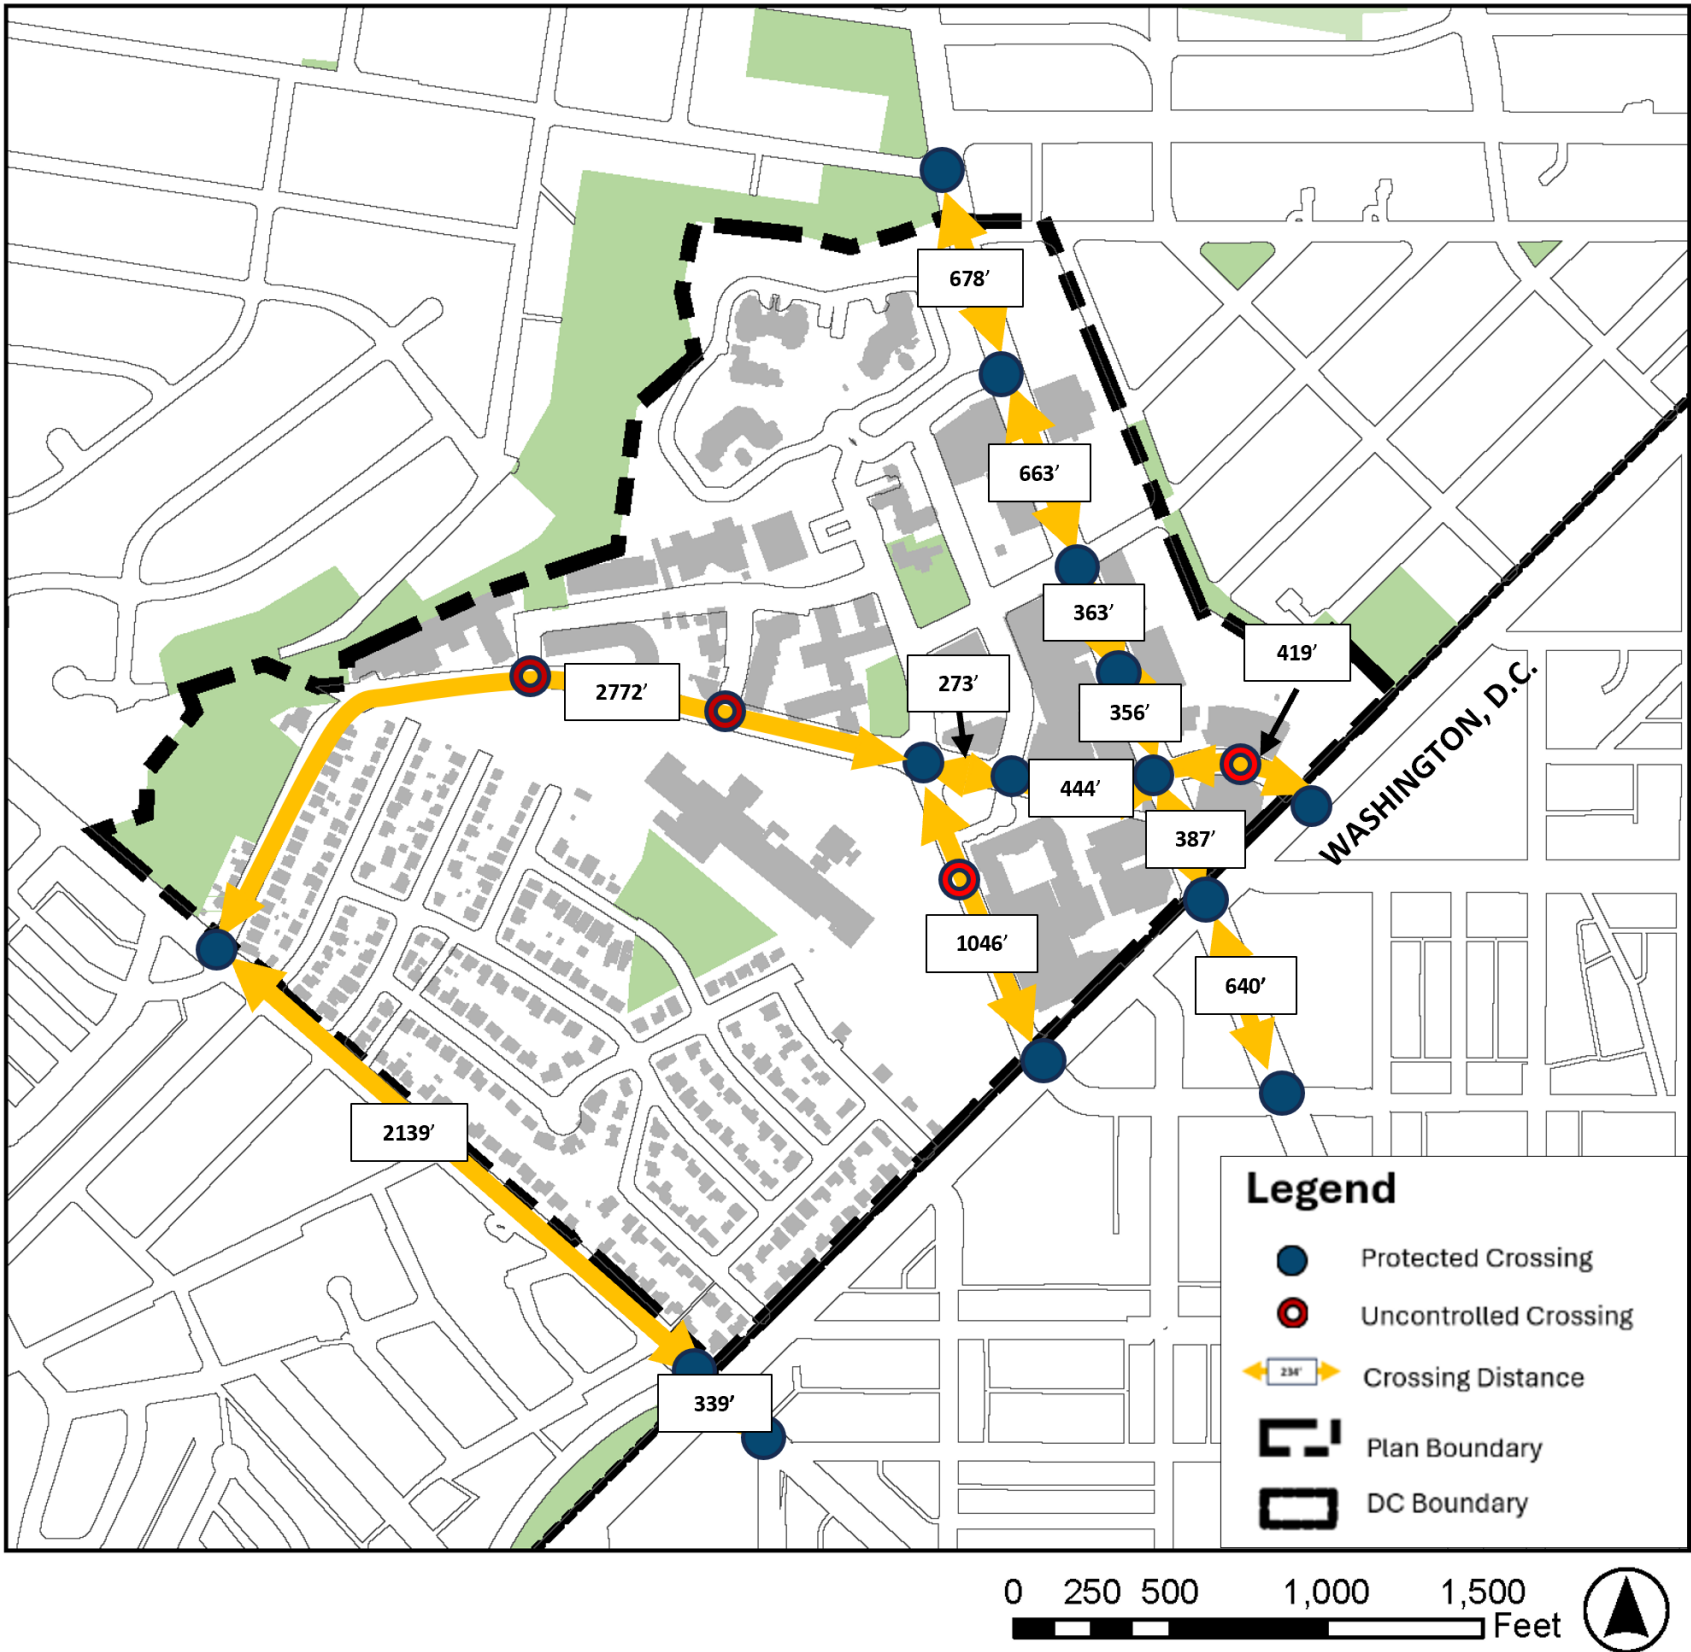 678’
663’
363’
419’
273’
2772’
356’
444’
387’
WASHINGTON, D.C.
1046’
640’
2139’
339’
Legend
Protected Crossing
Uncontrolled Crossing
234’
Crossing Distance
Plan Boundary
DC Boundary
0 250 500 1,000 1,500
Feet